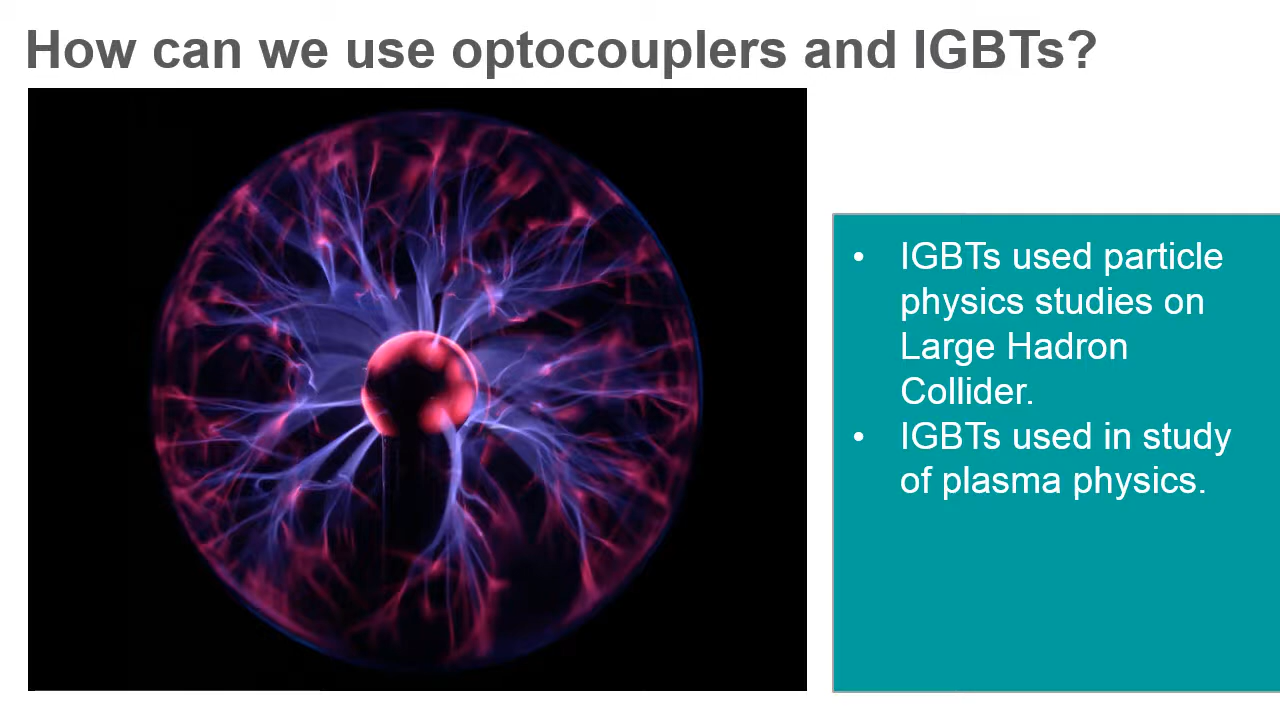 How can we use optocouplers and IGBTs?
• IGBTs used particle
physics studies on
Large Hadron
Collider.
• IGBTs used in study
of plasma physics.